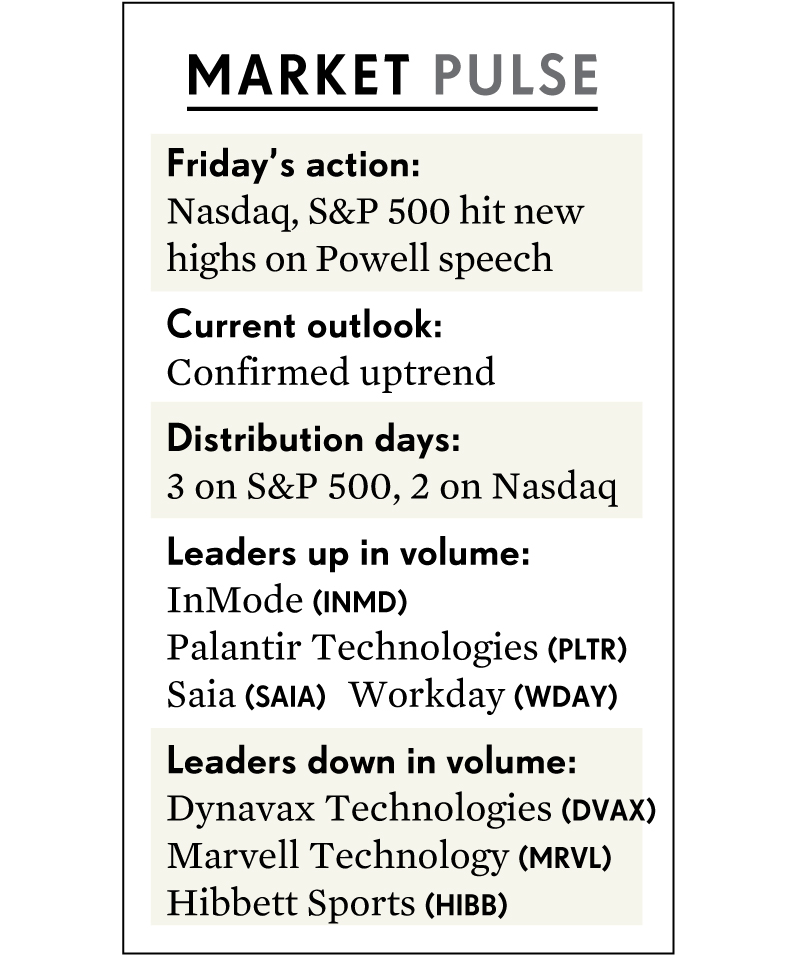 MARKET PULSE
Friday's action:
Nasdaq, S&P 500 hit new
highs on Powell speech
Current outlook:
Confirmed uptrend
Distribution days:
3 on S&P 500, 2 on Nasdaq
Leaders up in volume:
InMode (INMD)
Palantir Technologies (PLTR)
Saia (SAIA) Workday (WDAY)
Leaders down in volume:
Dynavax Technologies (DVAX)
Marvell Technology (MRVL)
Hibbett Sports (HIBB)